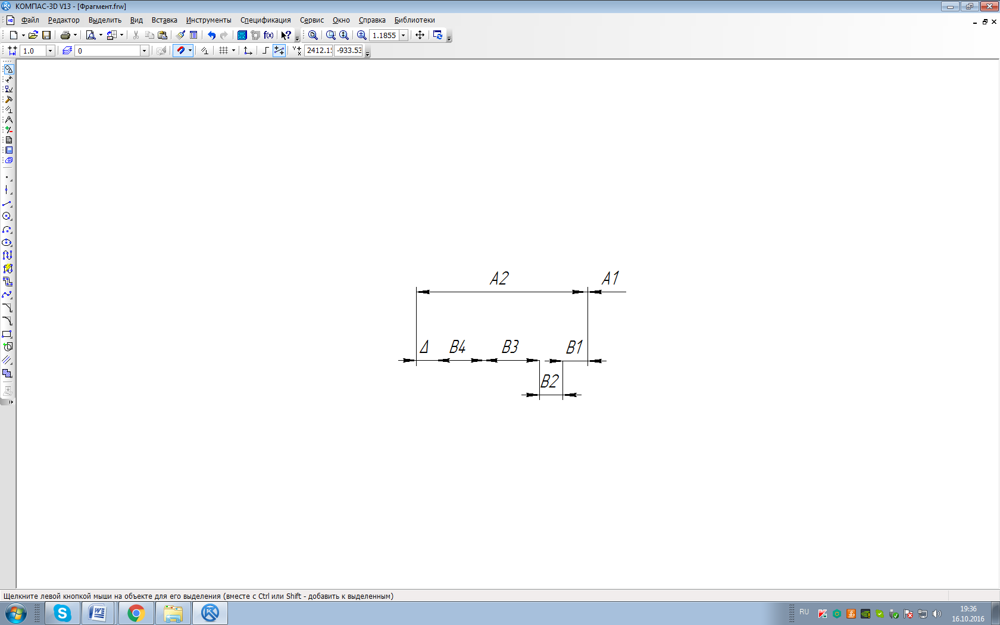 КОМПАС-3D V13 - [Фрагмент.frw]
Файл Редактор Выделить Вид Вставка Инструменты Спецификация Сервис Окно Справка Библиотеки
f(x) 1.1855
1.0 0 2412.1 -933.53
A2 A1
Δ B4 B3 B1
B2
Щелкните левой кнопкой мыши на объекте для его выделения (вместе с Ctrl или Shift - добавить к выделенным)
RU 19:36
16.10.2016